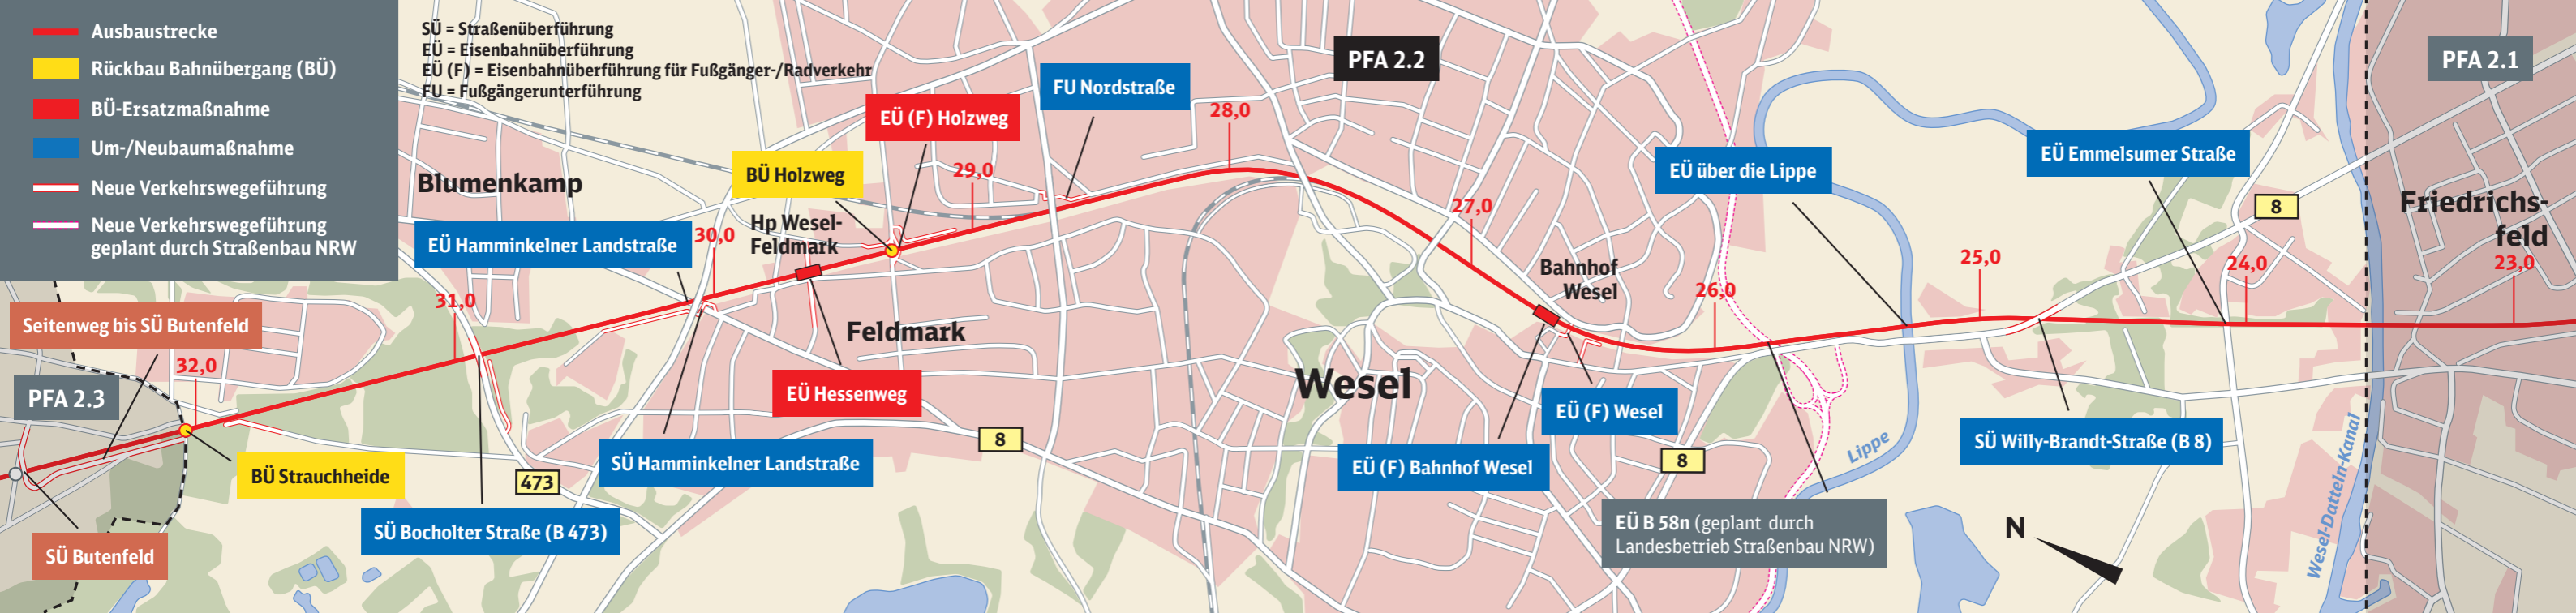 Ausbaustrecke
Rückbau Bahnübergang (BÜ)
BÜ-Ersatzmaßnahme
Um-/Neubaumaßnahme
Neue Verkehrswegeführung
Neue Verkehrswegeführung
geplant durch Straßenbau NRW
SÜ = Straßenüberführung
EÜ = Eisenbahnüberführung
EÜ (F) = Eisenbahnüberführung für Fußgänger-/Radverkehr
FU = Fußgängerunterführung
PFA 2.2
PFA 2.1
FU Nordstraße
EÜ (F) Holzweg
28,0
BÜ Holzweg
29,0
Blumenkamp
EÜ über die Lippe
EÜ Emmelsumer Straße
8
Friedrichs-
feld
23,0
Hp Wesel-
Feldmark
EÜ Hamminkelner Landstraße
30,0
27,0
Bahnhof
Wesel
26,0
25,0
24,0
31,0
Seitenweg bis SÜ Butenfeld
32,0
PFA 2.3
Feldmark
EÜ Hessenweg
Wesel
EÜ (F) Wesel
8
SÜ Hamminkelner Landstraße
EÜ (F) Bahnhof Wesel
8
Lippe
SÜ Willy-Brandt-Straße (B 8)
Wesel-Datteln-Kanal
BÜ Strauchheide
473
SÜ Bocholter Straße (B 473)
SÜ Butenfeld
EÜ B 58n (geplant durch
Landesbetrieb Straßenbau NRW)
N